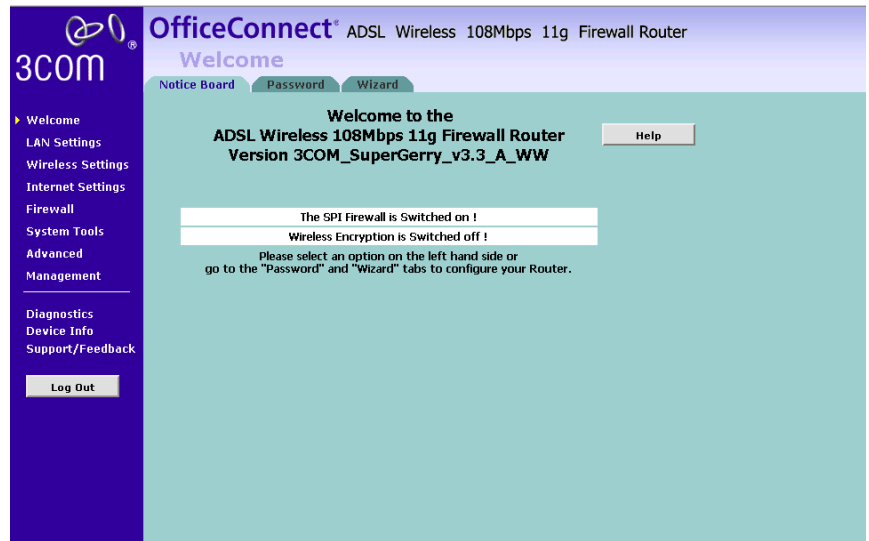 3COM®
OfficeConnect® ADSL Wireless 108Mbps 11g Firewall Router
Welcome
Notice Board Password Wizard
Welcome
LAN Settings
Wireless Settings
Internet Settings
Firewall
System Tools
Advanced
Management
Diagnostics
Device Info
Support/Feedback
Log Out
Welcome to the
ADSL Wireless 108Mbps 11g Firewall Router
Version 3COM_SuperGerry_v3.3_A_WW
Help
The SPI Firewall is Switched on !
Wireless Encryption is Switched off !
Please select an option on the left hand side or
go to the "Password" and "Wizard" tabs to configure your Router.